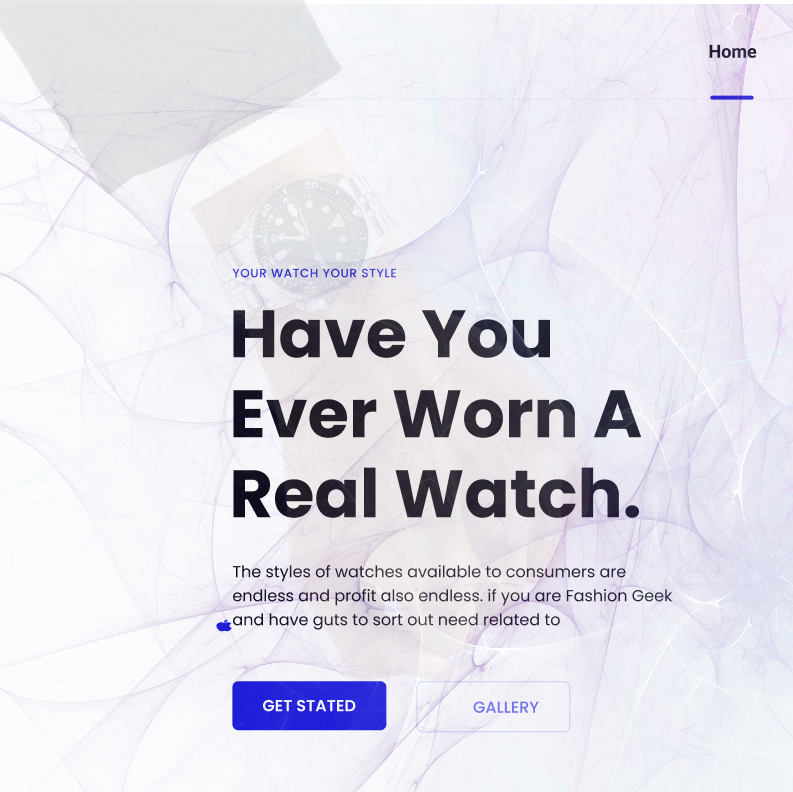 Home
YOUR WATCH YOUR STYLE
Have You
Ever Worn A
Real Watch.
The styles of watches available to consumers are
endless and profit also endless. if you are Fashion Geek
and have guts to sort out need related to
GET STATED
GALLERY